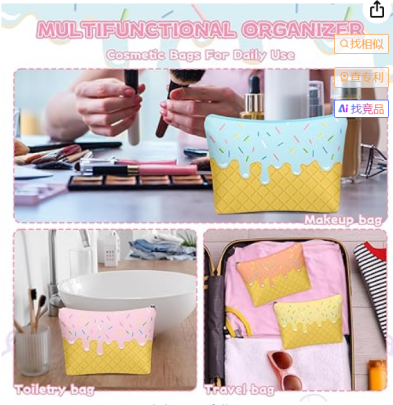 MULTIFUNCTIONAL ORGANIZER
Cosmetic Bags For Daily Use
找相似
查专利
Ai 找竞品
Makeup bag
Toiletry bag
Travel bag